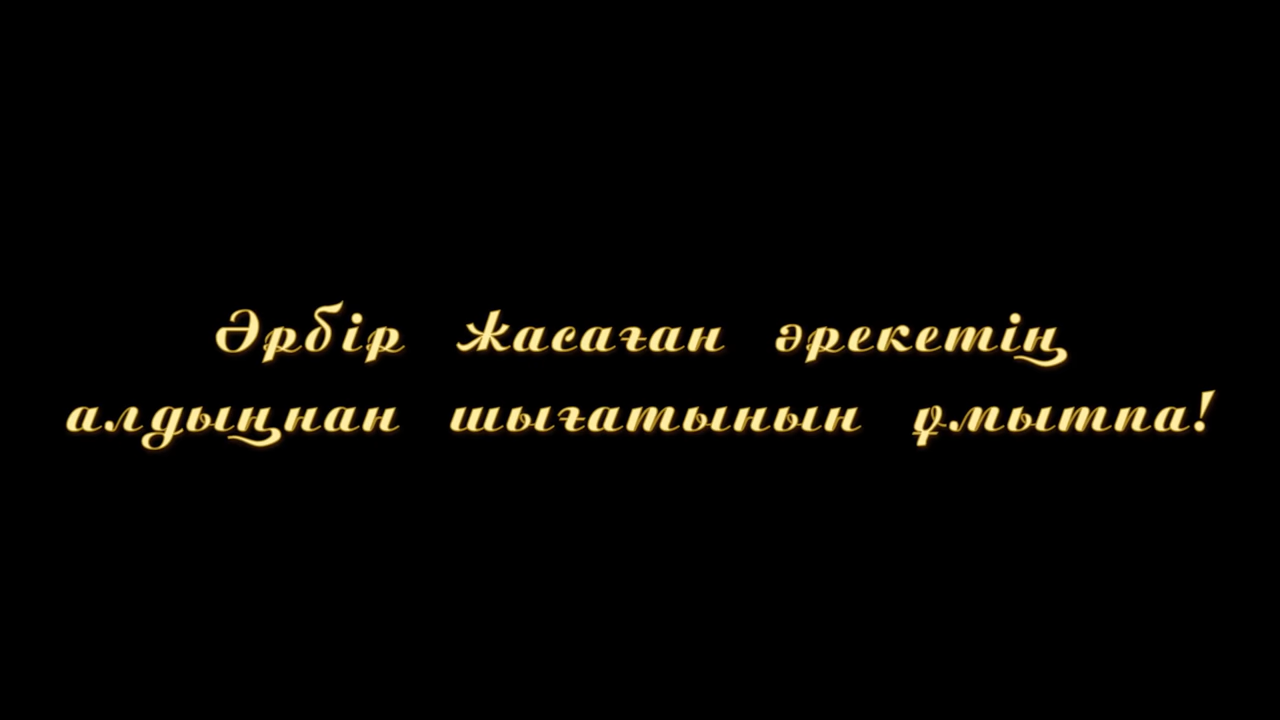 Әрбір жасаған әрекетің
алдыңнан шығатынын ұмытпа!